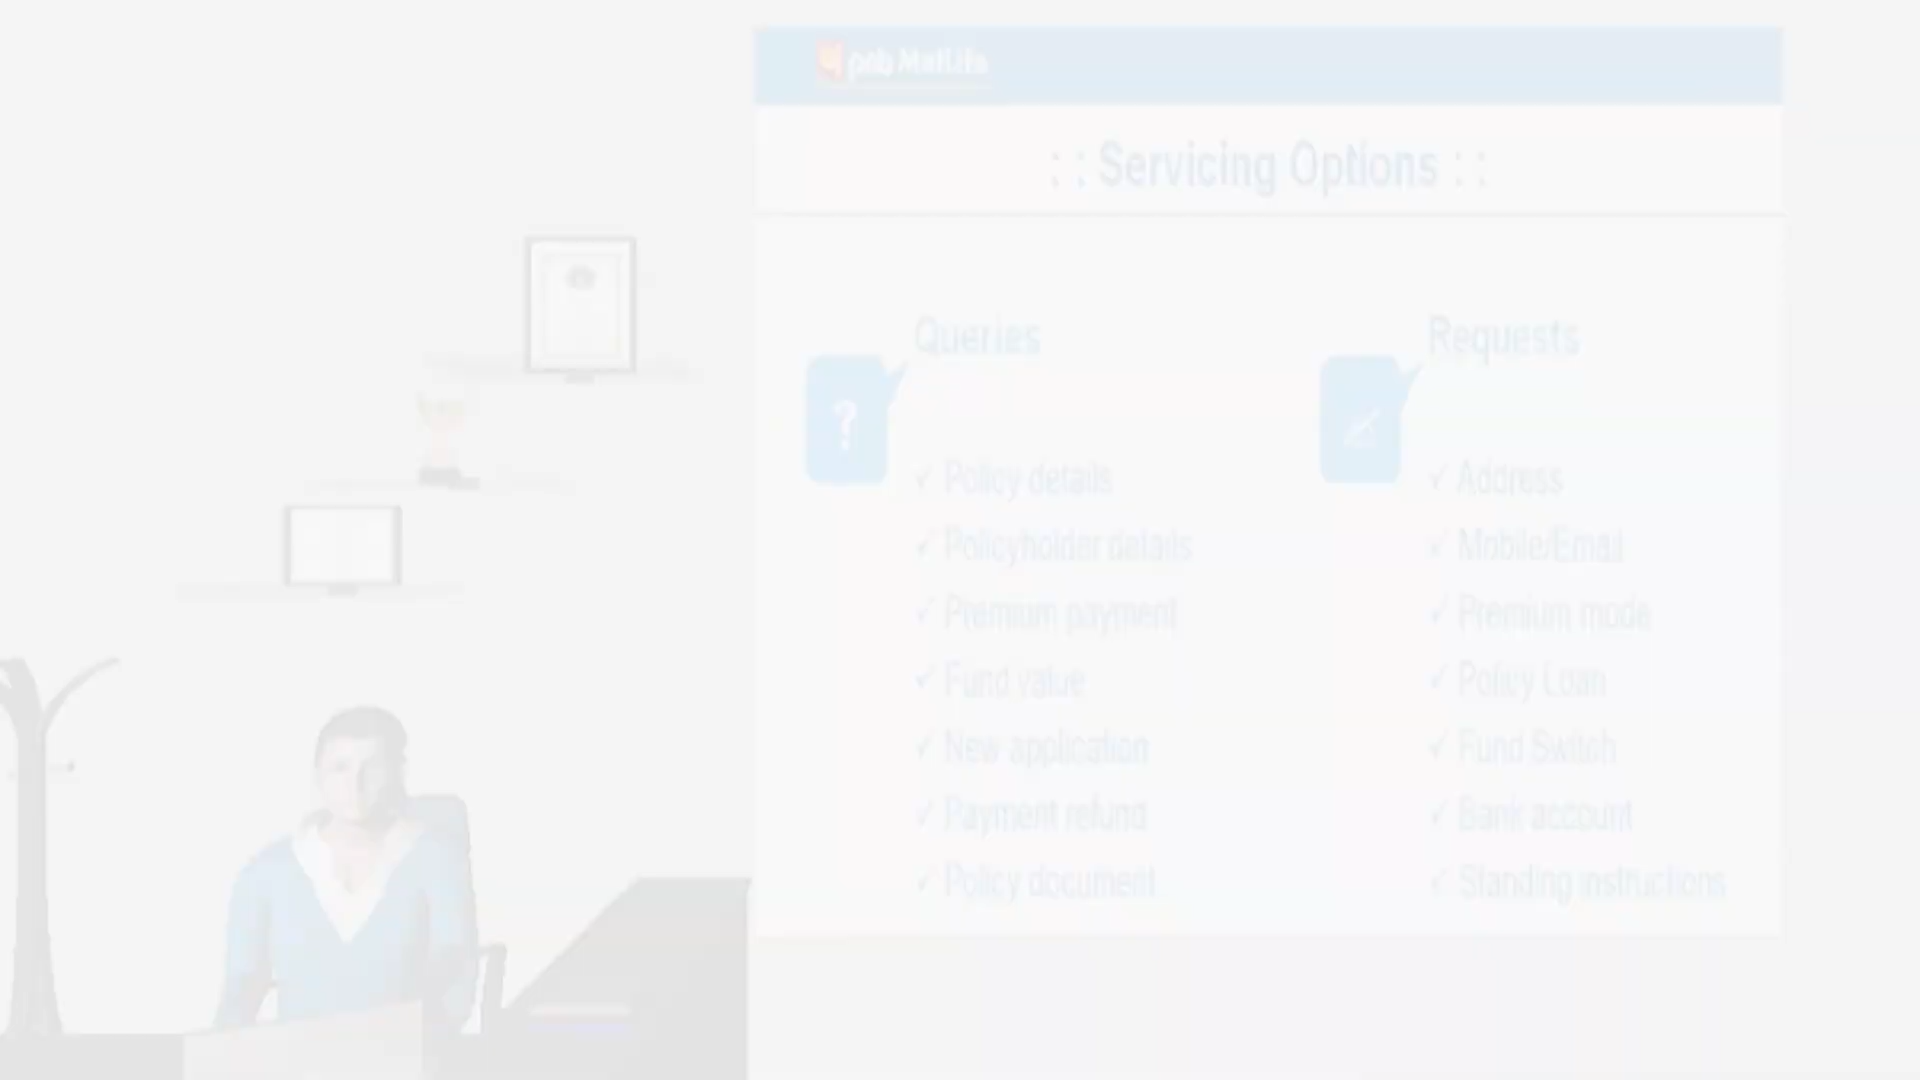 pnb MetLife
: : Servicing Options : :
Queries
?
✓ Policy details
✓ Policyholder details
✓ Premium payment
✓ Fund value
✓ New application
✓ Payment refund
✓ Policy document
Requests
✓ Address
✓ Mobile/Email
✓ Premium mode
✓ Policy Loan
✓ Fund Switch
✓ Bank account
✓ Standing instructions